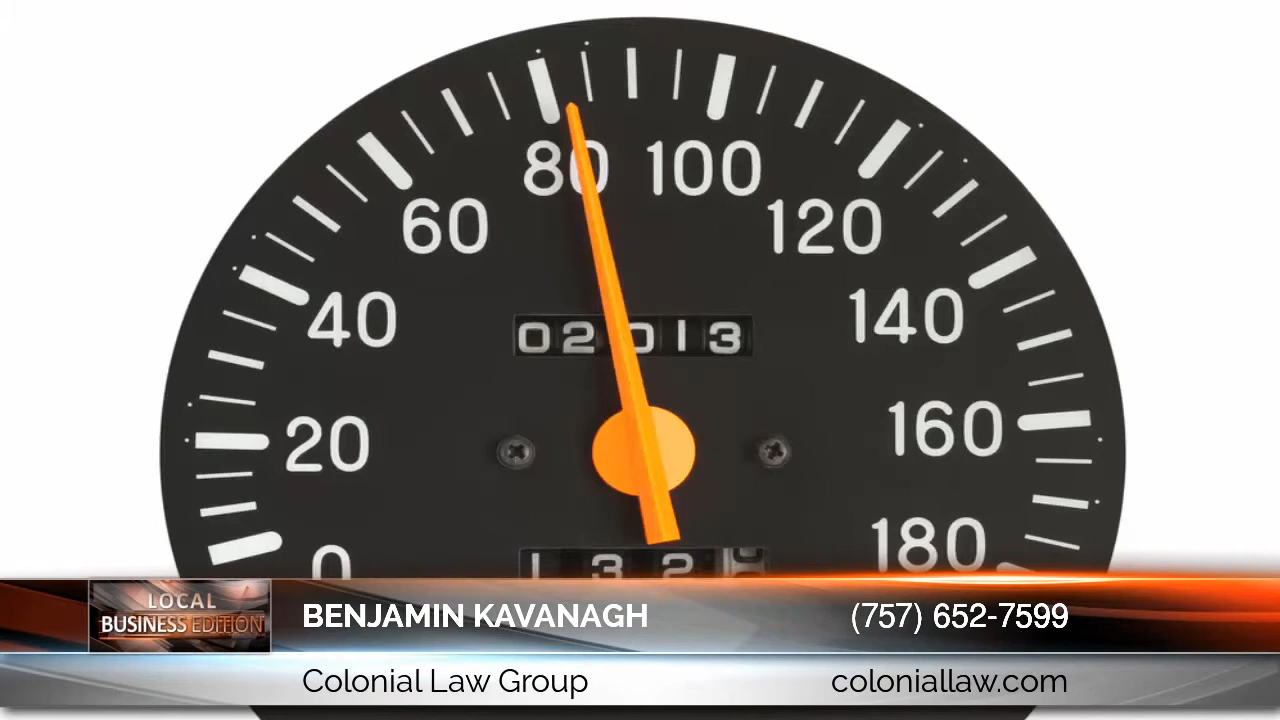 80 100
60 120
40 140
02013
20 160
180
0
132
LOCAL
BUSINESS EDITION
BENJAMIN KAVANAGH (757) 652-7599
Colonial Law Group coloniallaw.com